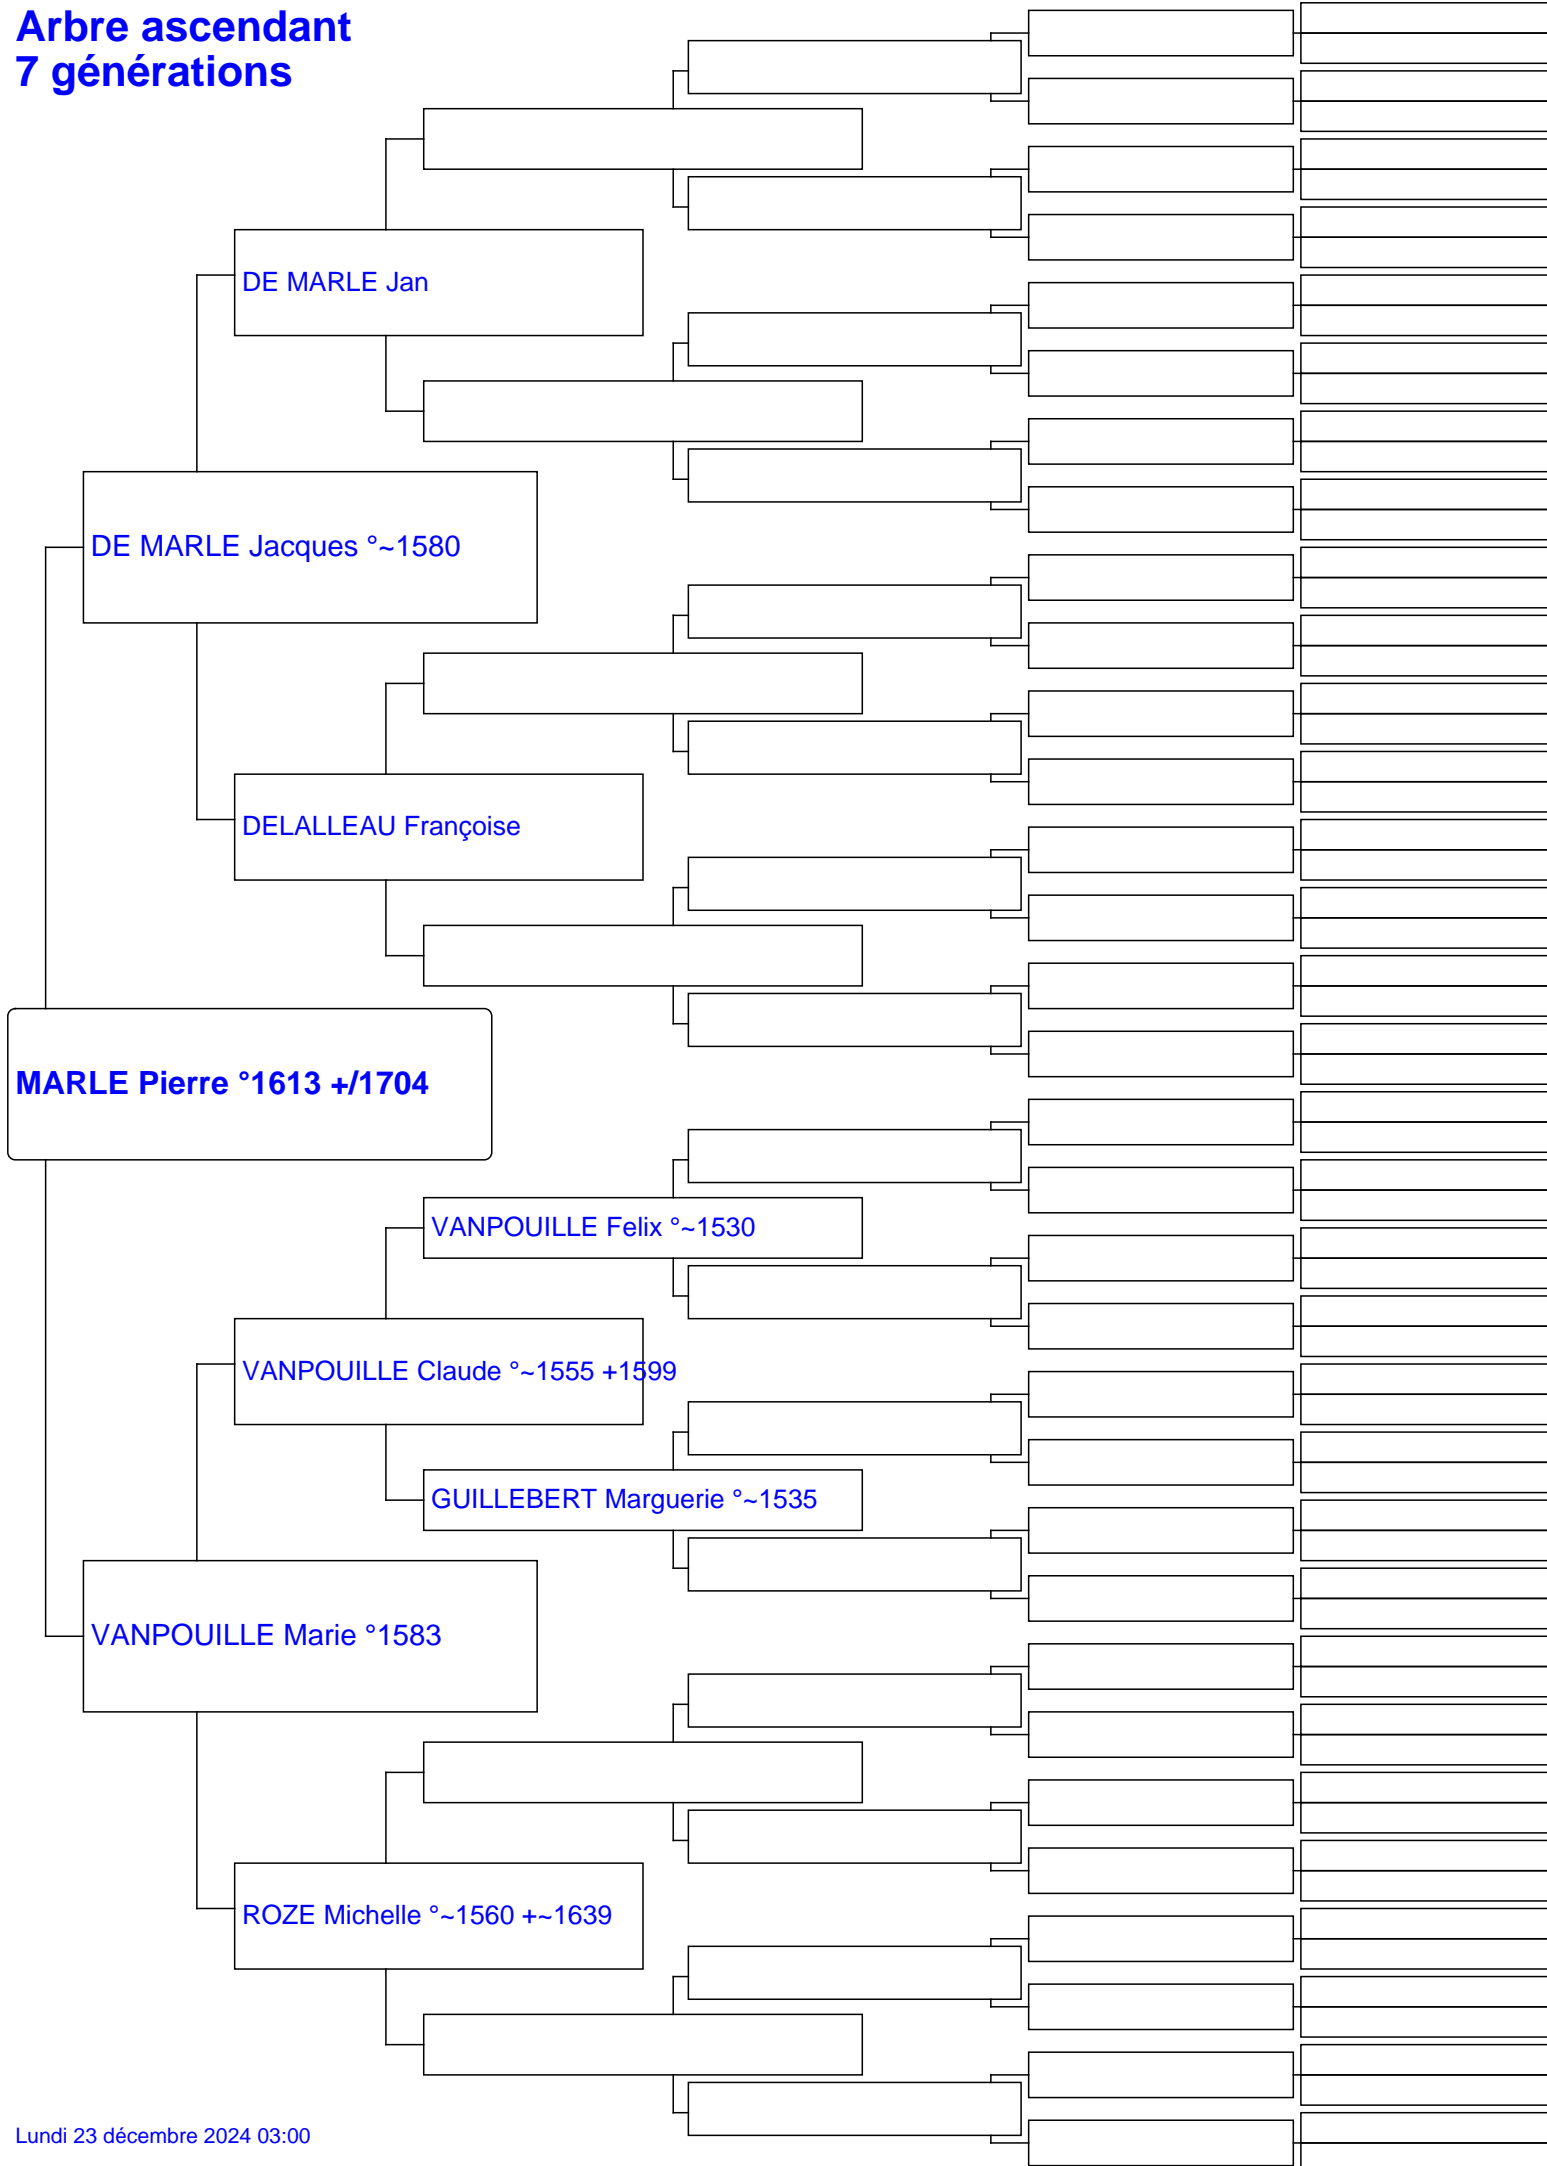 Arbre ascendant
7 générations
DE MARLE Jan
DE MARLE Jacques °~1580
DELALLEAU Françoise
MARLE Pierre °1613 +/1704
VANPOUILLE Felix °~1530
VANPOUILLE Claude °~1555 +1599
GUILLEBERT Marguerie °~1535
VANPOUILLE Marie °1583
ROZE Michelle °~1560 +~1639
Lundi 23 décembre 2024 03:00